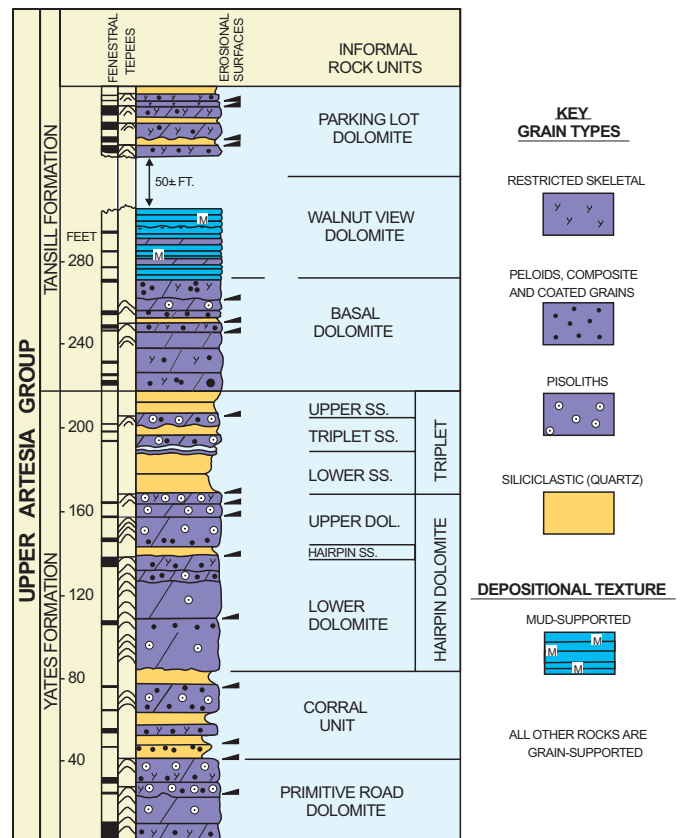 FENESTRAL
TEPEES
EROSIONAL
SURFACES
INFORMAL
ROCK UNITS
UPPER ARTESIA GROUP
TANSILL FORMATION
YATES FORMATION
PARKING LOT
DOLOMITE
50± FT.
WALNUT VIEW
DOLOMITE
M
FEET
M
280
BASAL
DOLOMITE
240
UPPER SS.
200
TRIPLET SS.
TRIPLET
LOWER SS.
160
UPPER DOL.
HAIRPIN SS.
HAIRPIN DOLOMITE
120
LOWER
DOLOMITE
80
CORRAL
UNIT
40
PRIMITIVE ROAD
DOLOMITE
KEY
GRAIN TYPES
RESTRICTED SKELETAL
PELOIDS, COMPOSITE
AND COATED GRAINS
PISOLITHS
SILICICLASTIC (QUARTZ)
DEPOSITIONAL TEXTURE
MUD-SUPPORTED
M
M
M
ALL OTHER ROCKS ARE
GRAIN-SUPPORTED